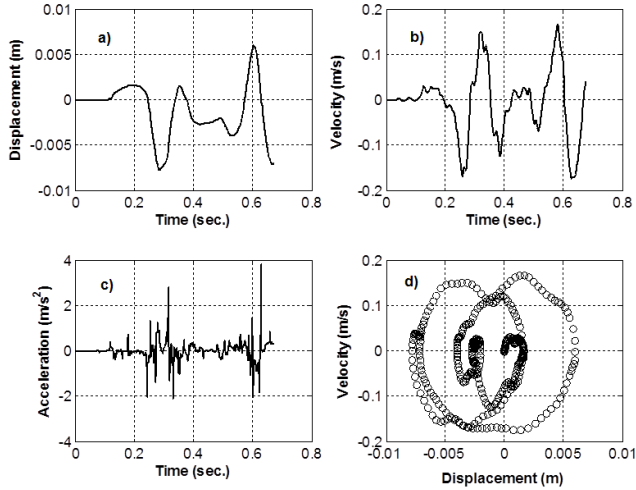 0.01
0.005
0
-0.005
-0.01
Displacement (m)
a)
0 0.2 0.4 0.6 0.8
Time (sec.)
0.2
0.1
0
-0.1
-0.2
Velocity (m/s)
b)
0 0.2 0.4 0.6 0.8
Time (sec.)
4
2
0
-2
-4
Acceleration (m/s²)
c)
0 0.2 0.4 0.6 0.8
Time (sec.)
0.2
0.1
0
-0.1
-0.2
Velocity (m/s)
d)
-0.01 -0.005 0 0.005 0.01
Displacement (m)